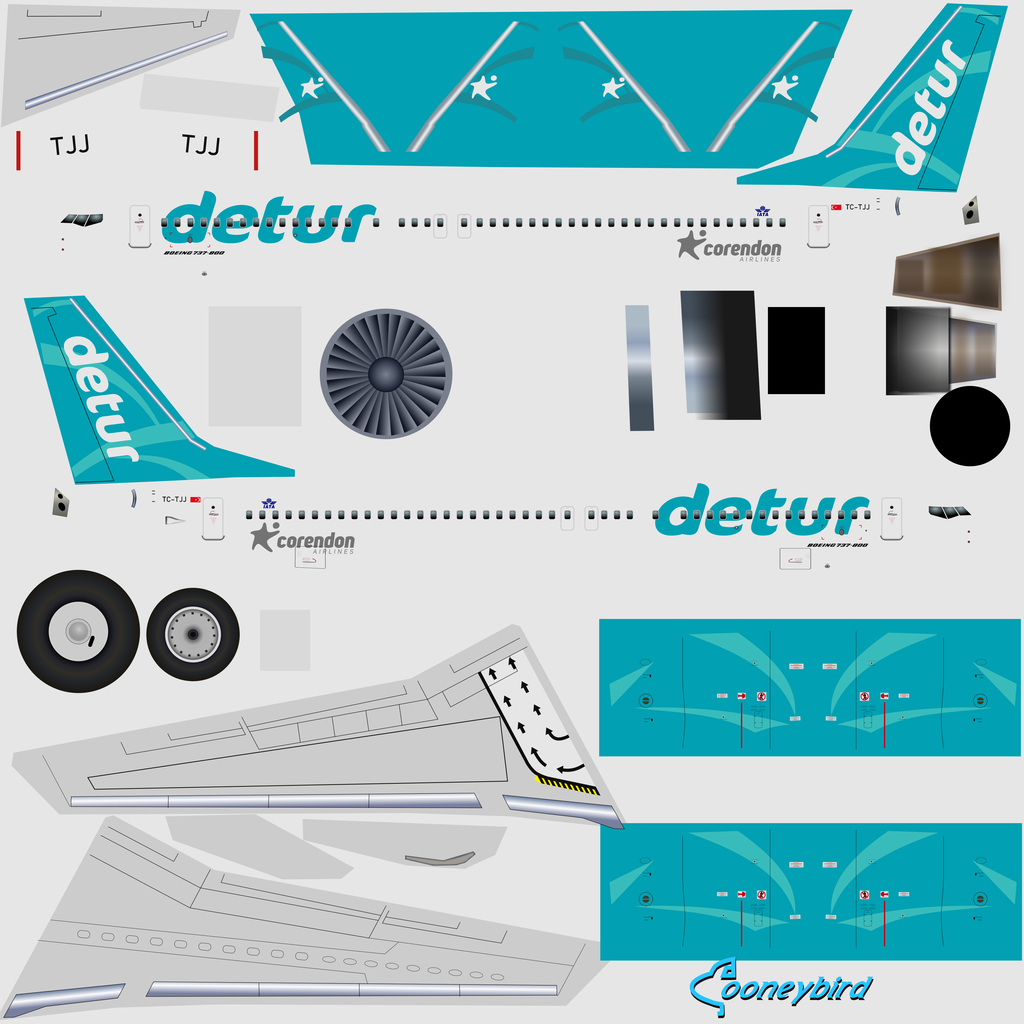 TJJ TJJ
detur
detur
IATA
TC-TJJ
corendon
AIRLINES
BOEING 737-800
detur
TC-TJJ
IATA
detur
corendon
AIRLINES
BOEING 737-800
Gooneybird